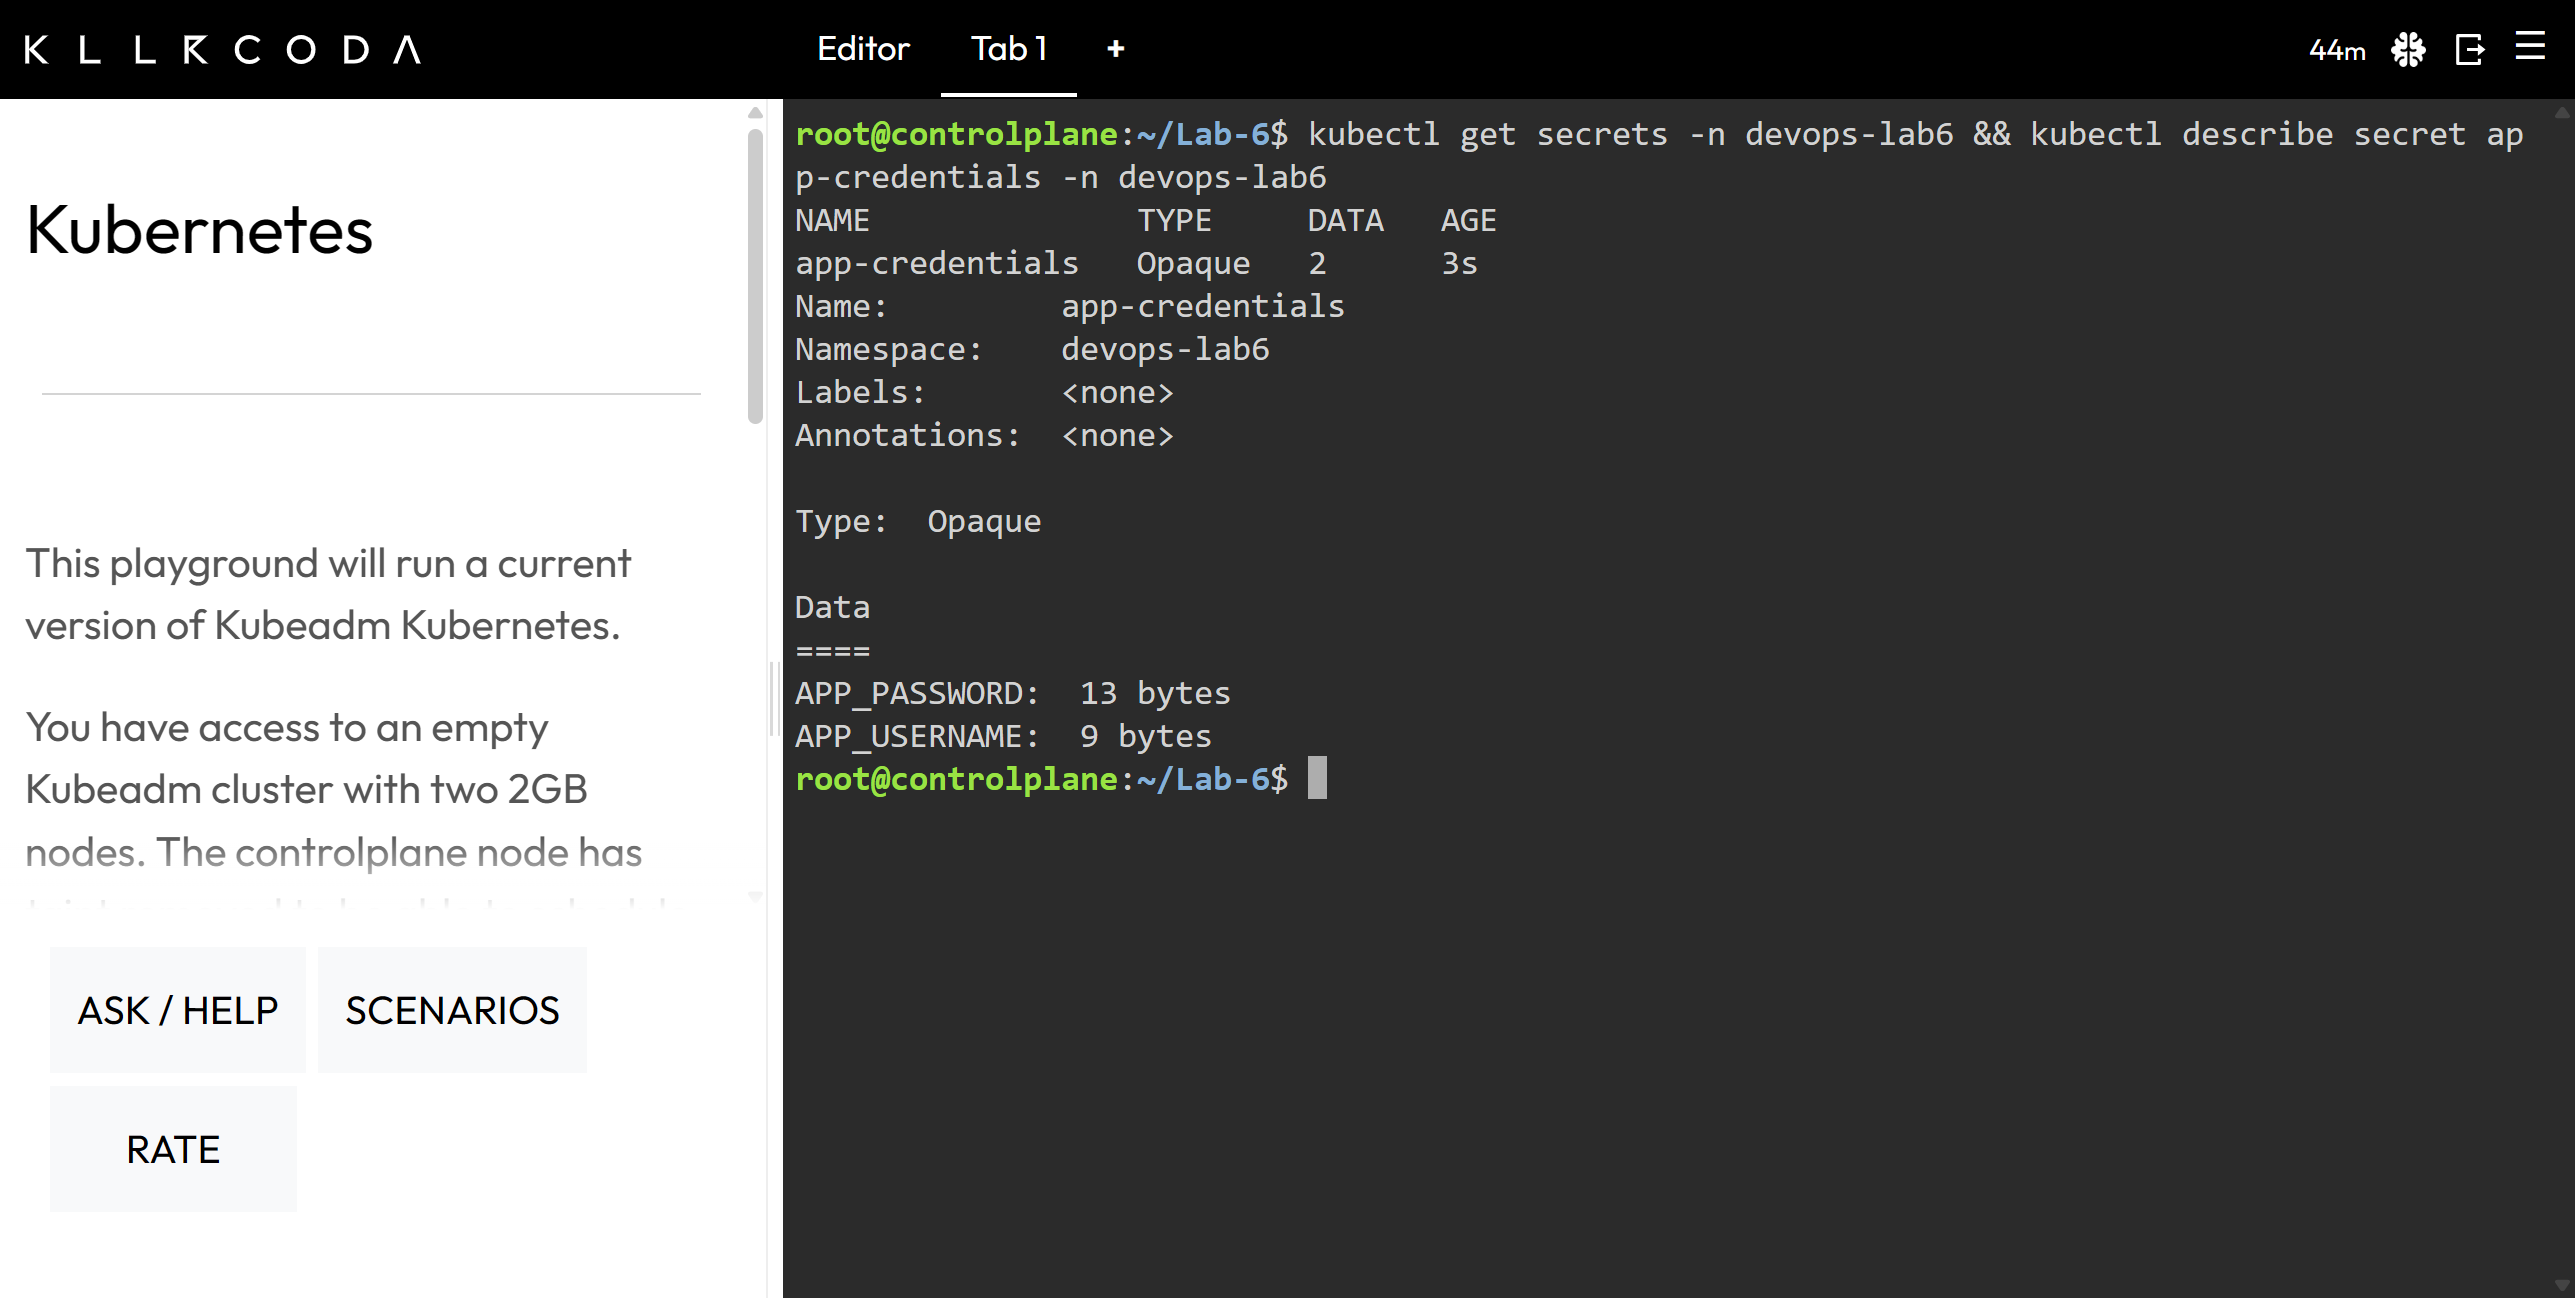 KILLERCODA
Editor
Tab 1
+
44m
Kubernetes
This playground will run a current
version of Kubeadm Kubernetes.
You have access to an empty
Kubeadm cluster with two 2GB
nodes. The controlplane node has
ASK / HELP
SCENARIOS
RATE
root@controlplane:~/Lab-6$ kubectl get secrets -n devops-lab6 && kubectl describe secret ap
p-credentials -n devops-lab6
NAME              TYPE     DATA   AGE
app-credentials   Opaque   2      3s
Name:         app-credentials
Namespace:    devops-lab6
Labels:       <none>
Annotations:  <none>
Type:  Opaque
Data
====
APP_PASSWORD:  13 bytes
APP_USERNAME:  9 bytes
root@controlplane:~/Lab-6$